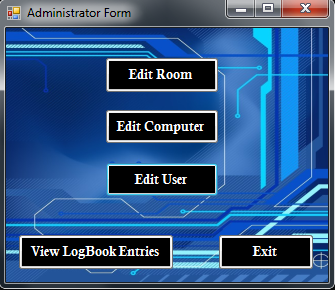 Administrator Form
Edit Room
Edit Computer
Edit User
View LogBook Entries
Exit